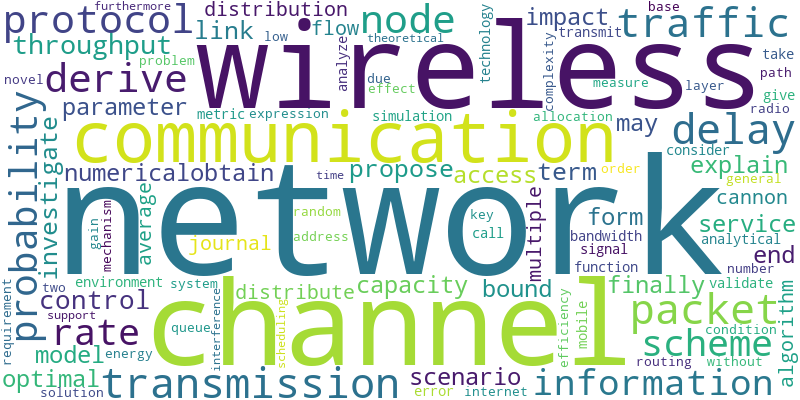 furthermore
distribution
technology
base
protocol
link
flow
node
impact
traffic
low
theoretical
transmit
throughput
wireless
analyze
complexity
take
problem
due
effect
measure
layer
path
novel
derive
give
radio
parameter
metric
expression
simulation
allocation
communication
may
delay
consider
probability
investigate
numerical
obtain
propose
access
term
explain
time
order
general
network
average
gain
mechanism
random
address
key
call
multiple
form
cannon
service
journal
bandwidth
signal
analytical
function
end
environment
system
distribute
capacity
bound
finally
number
validate
requirement
two
control
channel
packet
support
rate
queue
interference
scheduling
efficiency
mobile
condition
algorithm
model
energy
scheme
routing
without
optimal
solution
transmission
scenario
error
internet
information